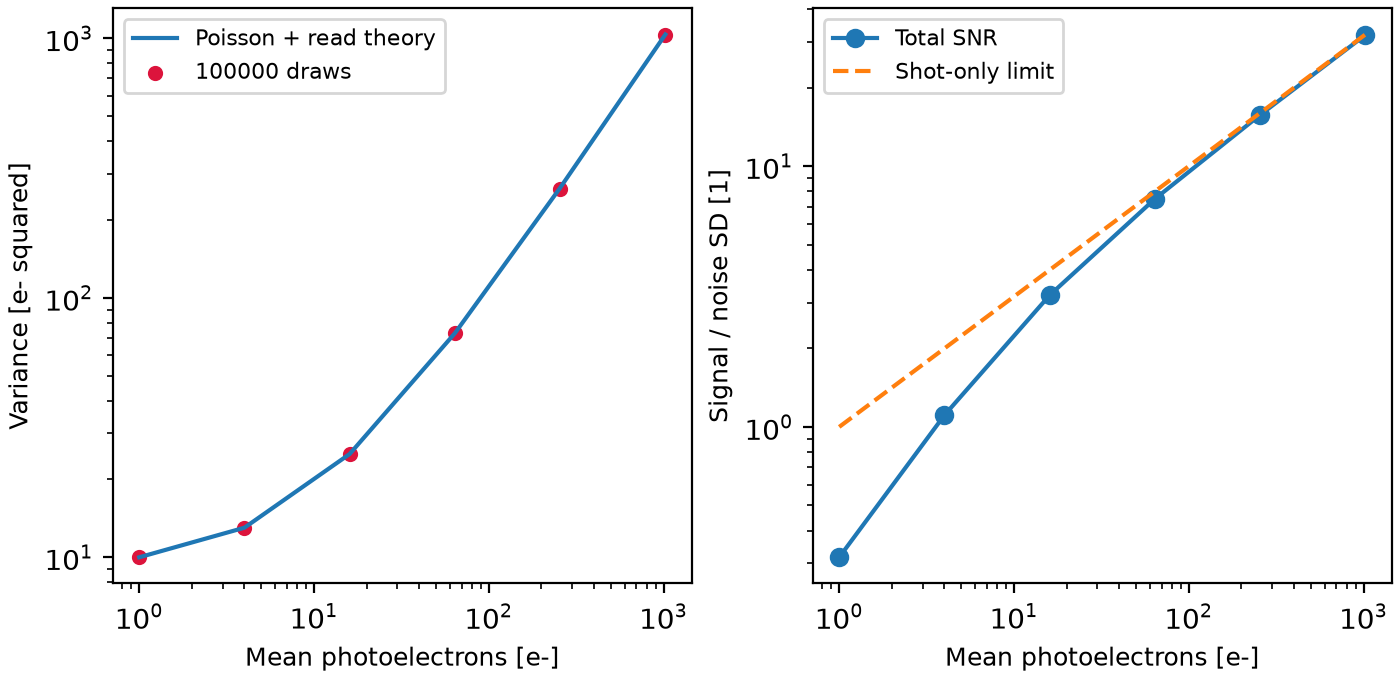 Poisson + read theory
100000 draws
10³
10²
10¹
Variance [e- squared]
10⁰ 10¹ 10² 10³
Mean photoelectrons [e-]
Total SNR
Shot-only limit
10¹
10⁰
Signal / noise SD [1]
10⁰ 10¹ 10² 10³
Mean photoelectrons [e-]